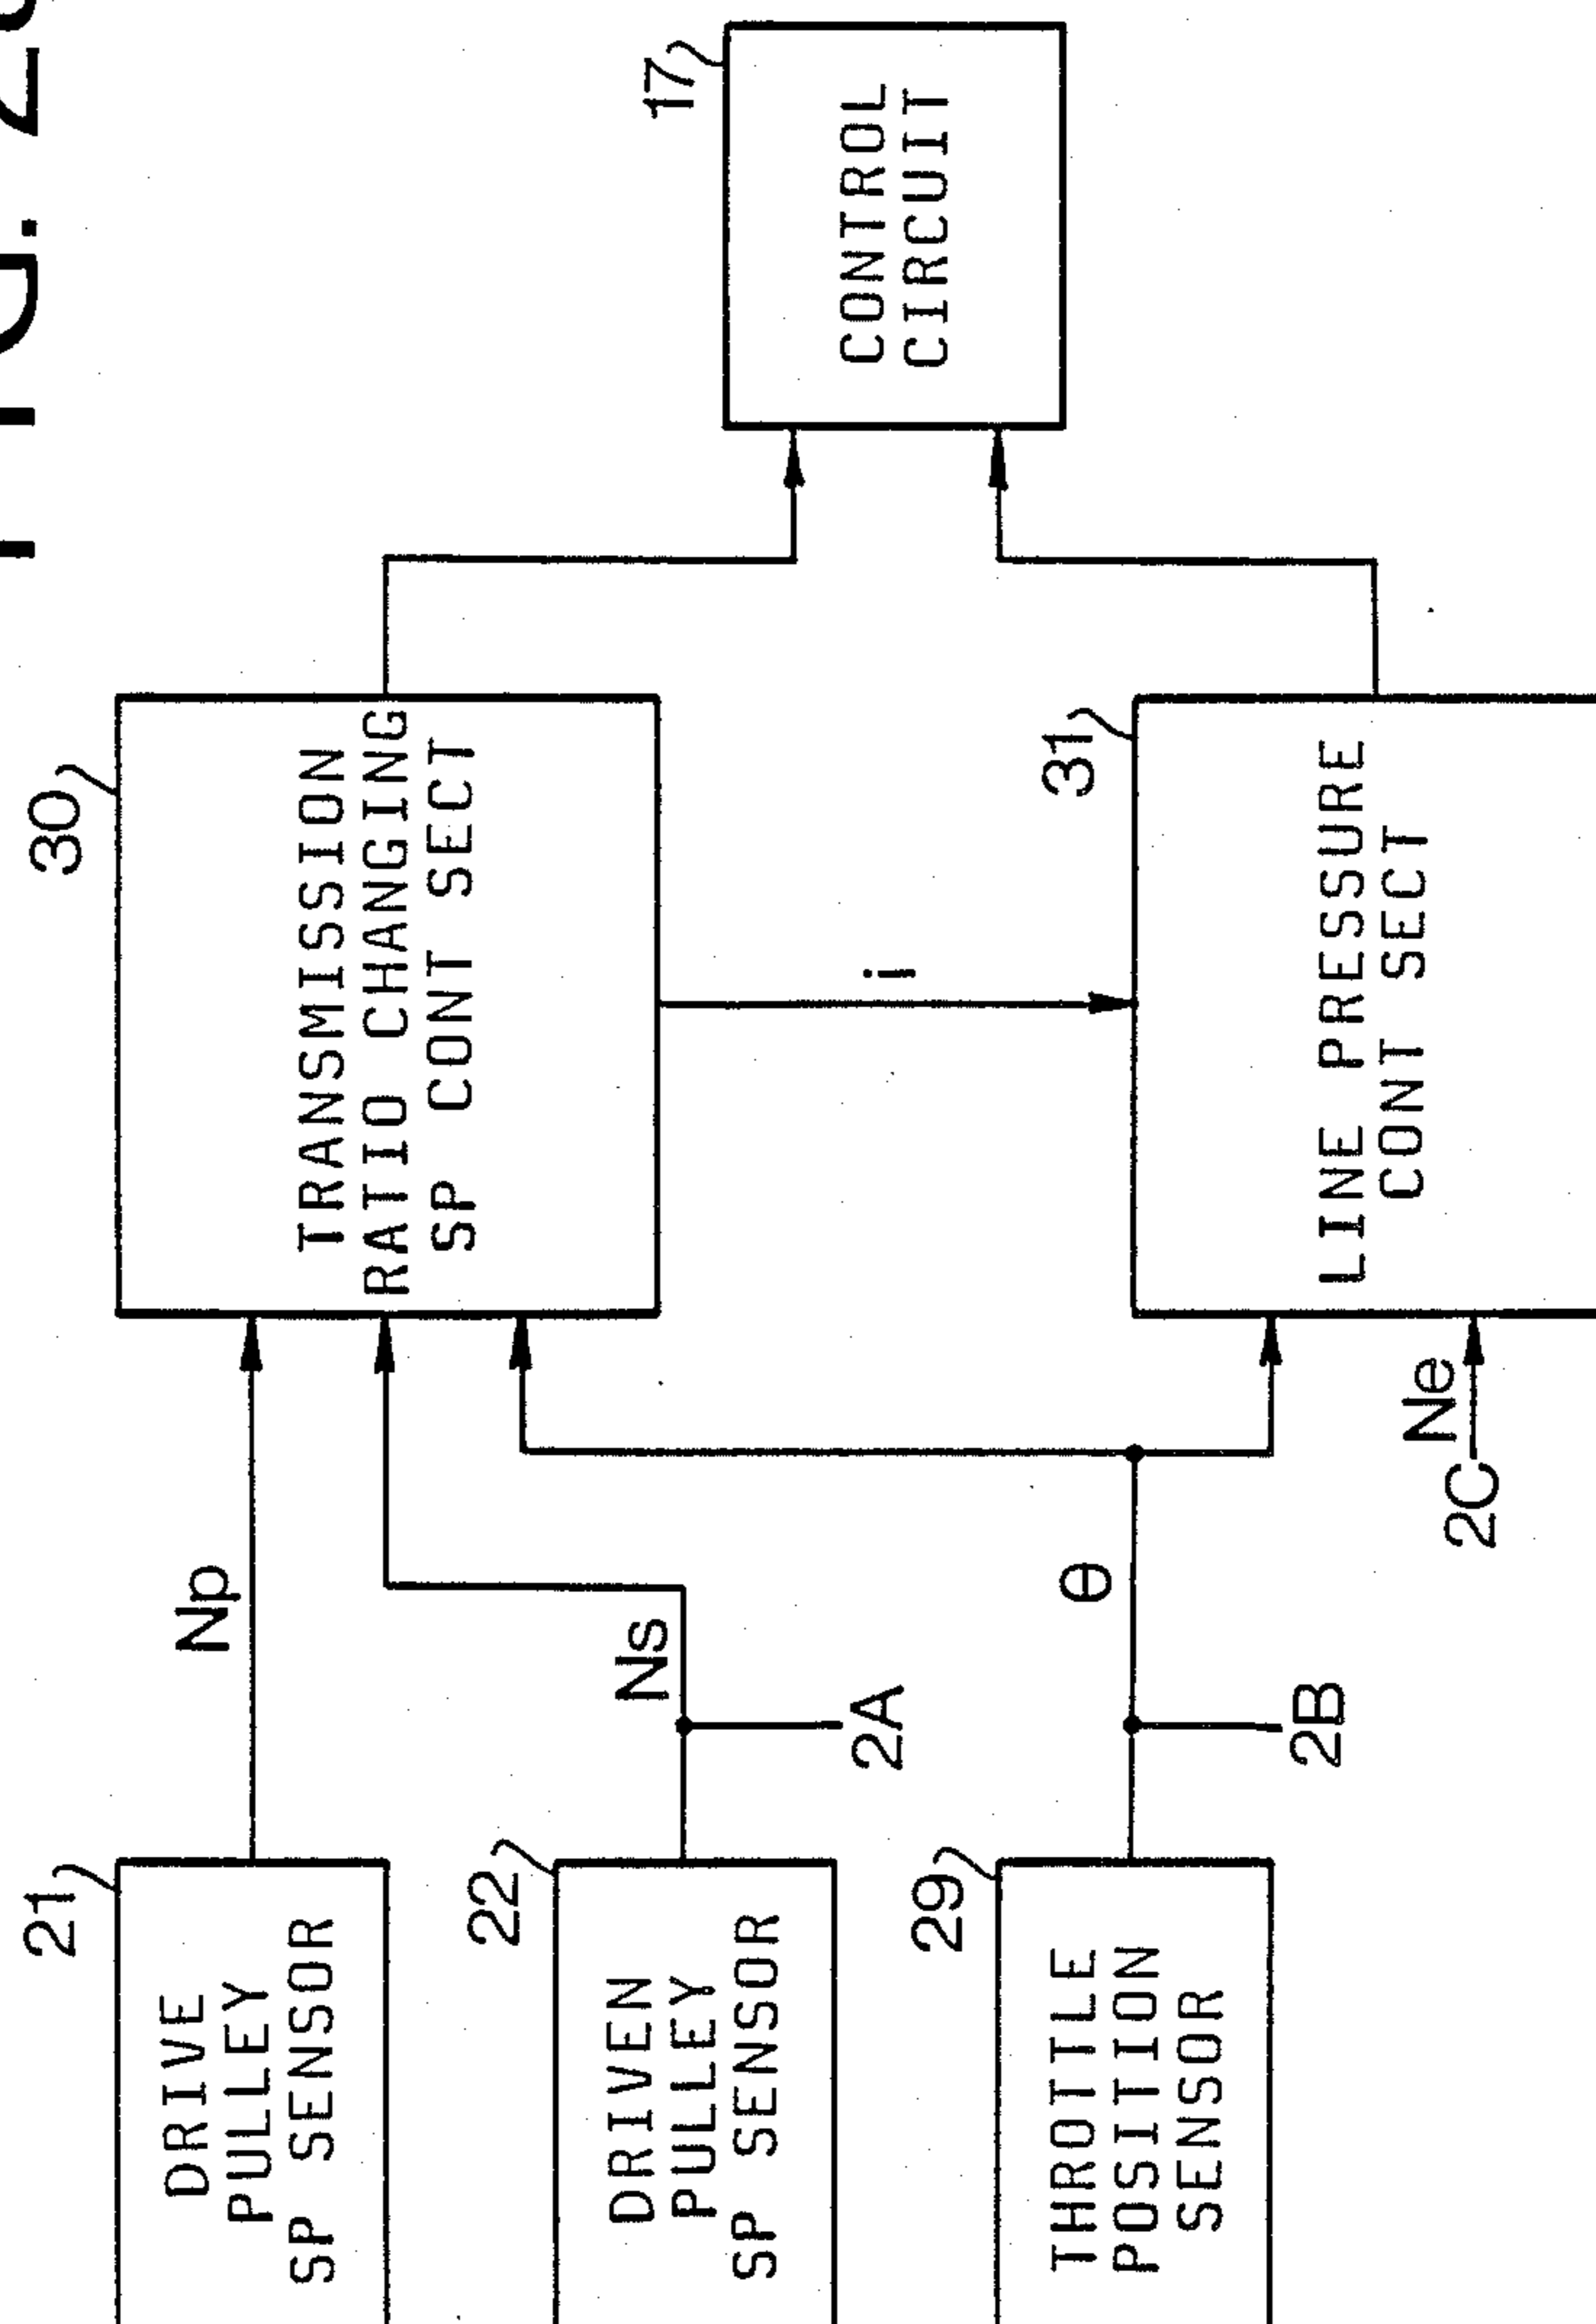 21
DRIVE
PULLEY
SP SENSOR
22
DRIVEN
PULLEY
SP SENSOR
29
THROTTLE
POSITION
SENSOR
Np
Ns
2A
θ
2B
Ne
2C
30
TRANSMISSION
RATIO CHANGING
SP CONT SECT
i
31
LINE PRESSURE
CONT SECT
17
CONTROL
CIRCUIT